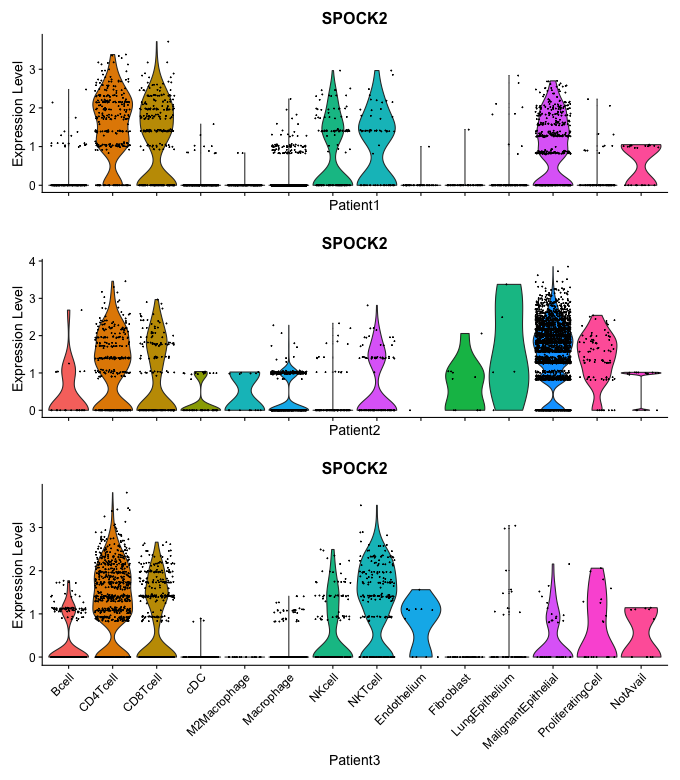 SPOCK2
Expression Level
3
2
1
0
Patient1
SPOCK2
Expression Level
4
3
2
1
0
Patient2
SPOCK2
Expression Level
3
2
1
0
Bcell
CD4Tcell
CD8Tcell
cDC
M2Macrophage
Macrophage
NKcell
NKTcell
Endothelium
Fibroblast
LungEpithelium
MalignantEpithelial
ProliferatingCell
NotAvail
Patient3